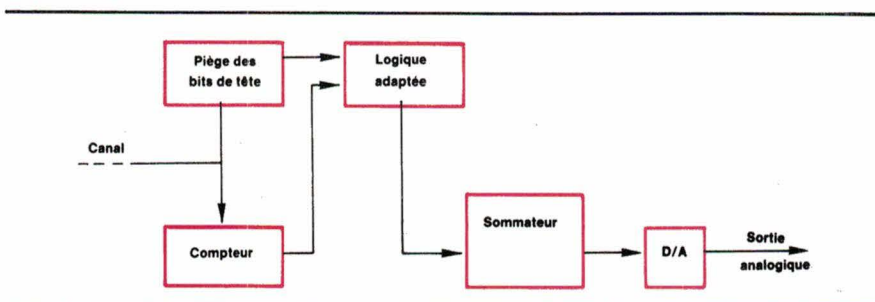 Piège des
bits de tête
Logique
adaptée
Canal
Compteur
Sommateur
D/A
Sortie
analogique